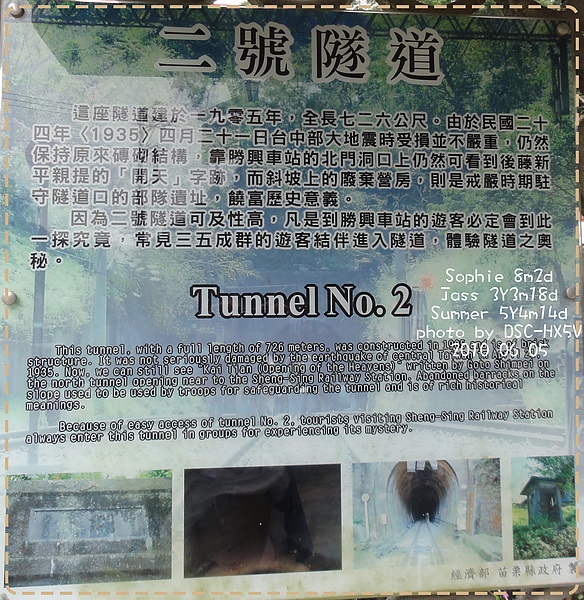 二號隧道
這座隧道建於一九零五年，全長七二六公尺。由於民國二十
四年〈1935〉四月二十一日台中部大地震時受損並不嚴重，仍然
保持原來磚砌結構，靠勝興車站的北門洞口上仍然可看到後藤新
平親提的「開天」字跡，而斜坡上的廢棄營房，則是戒嚴時期駐
守隧道口的部隊遺址，饒富歷史意義。
因為二號隧道可及性高，凡是到勝興車站的遊客必定會到此
一探究竟，常見三五成群的遊客結伴進入隧道，體驗隧道之奧
秘。
Sophie 8m2d
Jass 3Y3m18d
Summer 5Y4m14d
photo by DSC-HX5V
2010.06.05
Tunnel No. 2
This tunnel, with a full length of 726 meters, was constructed in brick
structure. It was not seriously damaged by the earthquake of central
1935. Now, we can still see "Kai Tian (Opening of the Heavens)" written by Goto Shimpei on
the north tunnel opening near to the Sheng-Sing Railway Station. Abandoned barracks on the
slope used to be used by troops for safeguarding the tunnel and is of rich historical
meanings.
Because of easy access of tunnel No. 2, tourists visiting Sheng-Sing Railway Station
always enter this tunnel in groups for experiencing its mystery.
經濟部 苗栗縣政府 製